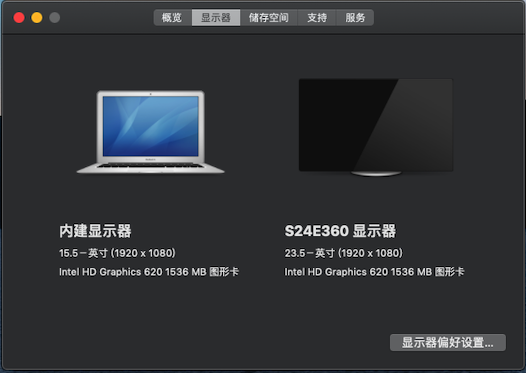 概览 显示器 储存空间 支持 服务
内建显示器
15.5－英寸 (1920 x 1080)
Intel HD Graphics 620 1536 MB 图形卡
S24E360 显示器
23.5－英寸 (1920 x 1080)
Intel HD Graphics 620 1536 MB 图形卡
显示器偏好设置...